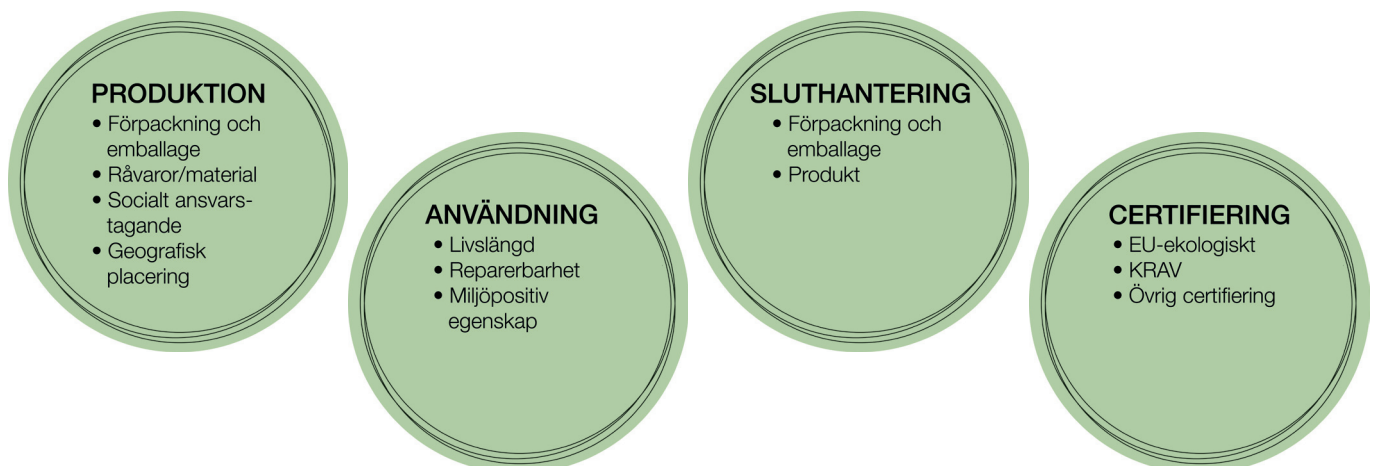 PRODUKTION
• Förpackning och
emballage
• Råvaror/material
• Socialt ansvars-
tagande
• Geografisk
placering
ANVÄNDNING
• Livslängd
• Reparerbarhet
• Miljöpositiv
egenskap
SLUTHANTERING
• Förpackning och
emballage
• Produkt
CERTIFIERING
• EU-ekologiskt
• KRAV
• Övrig certifiering